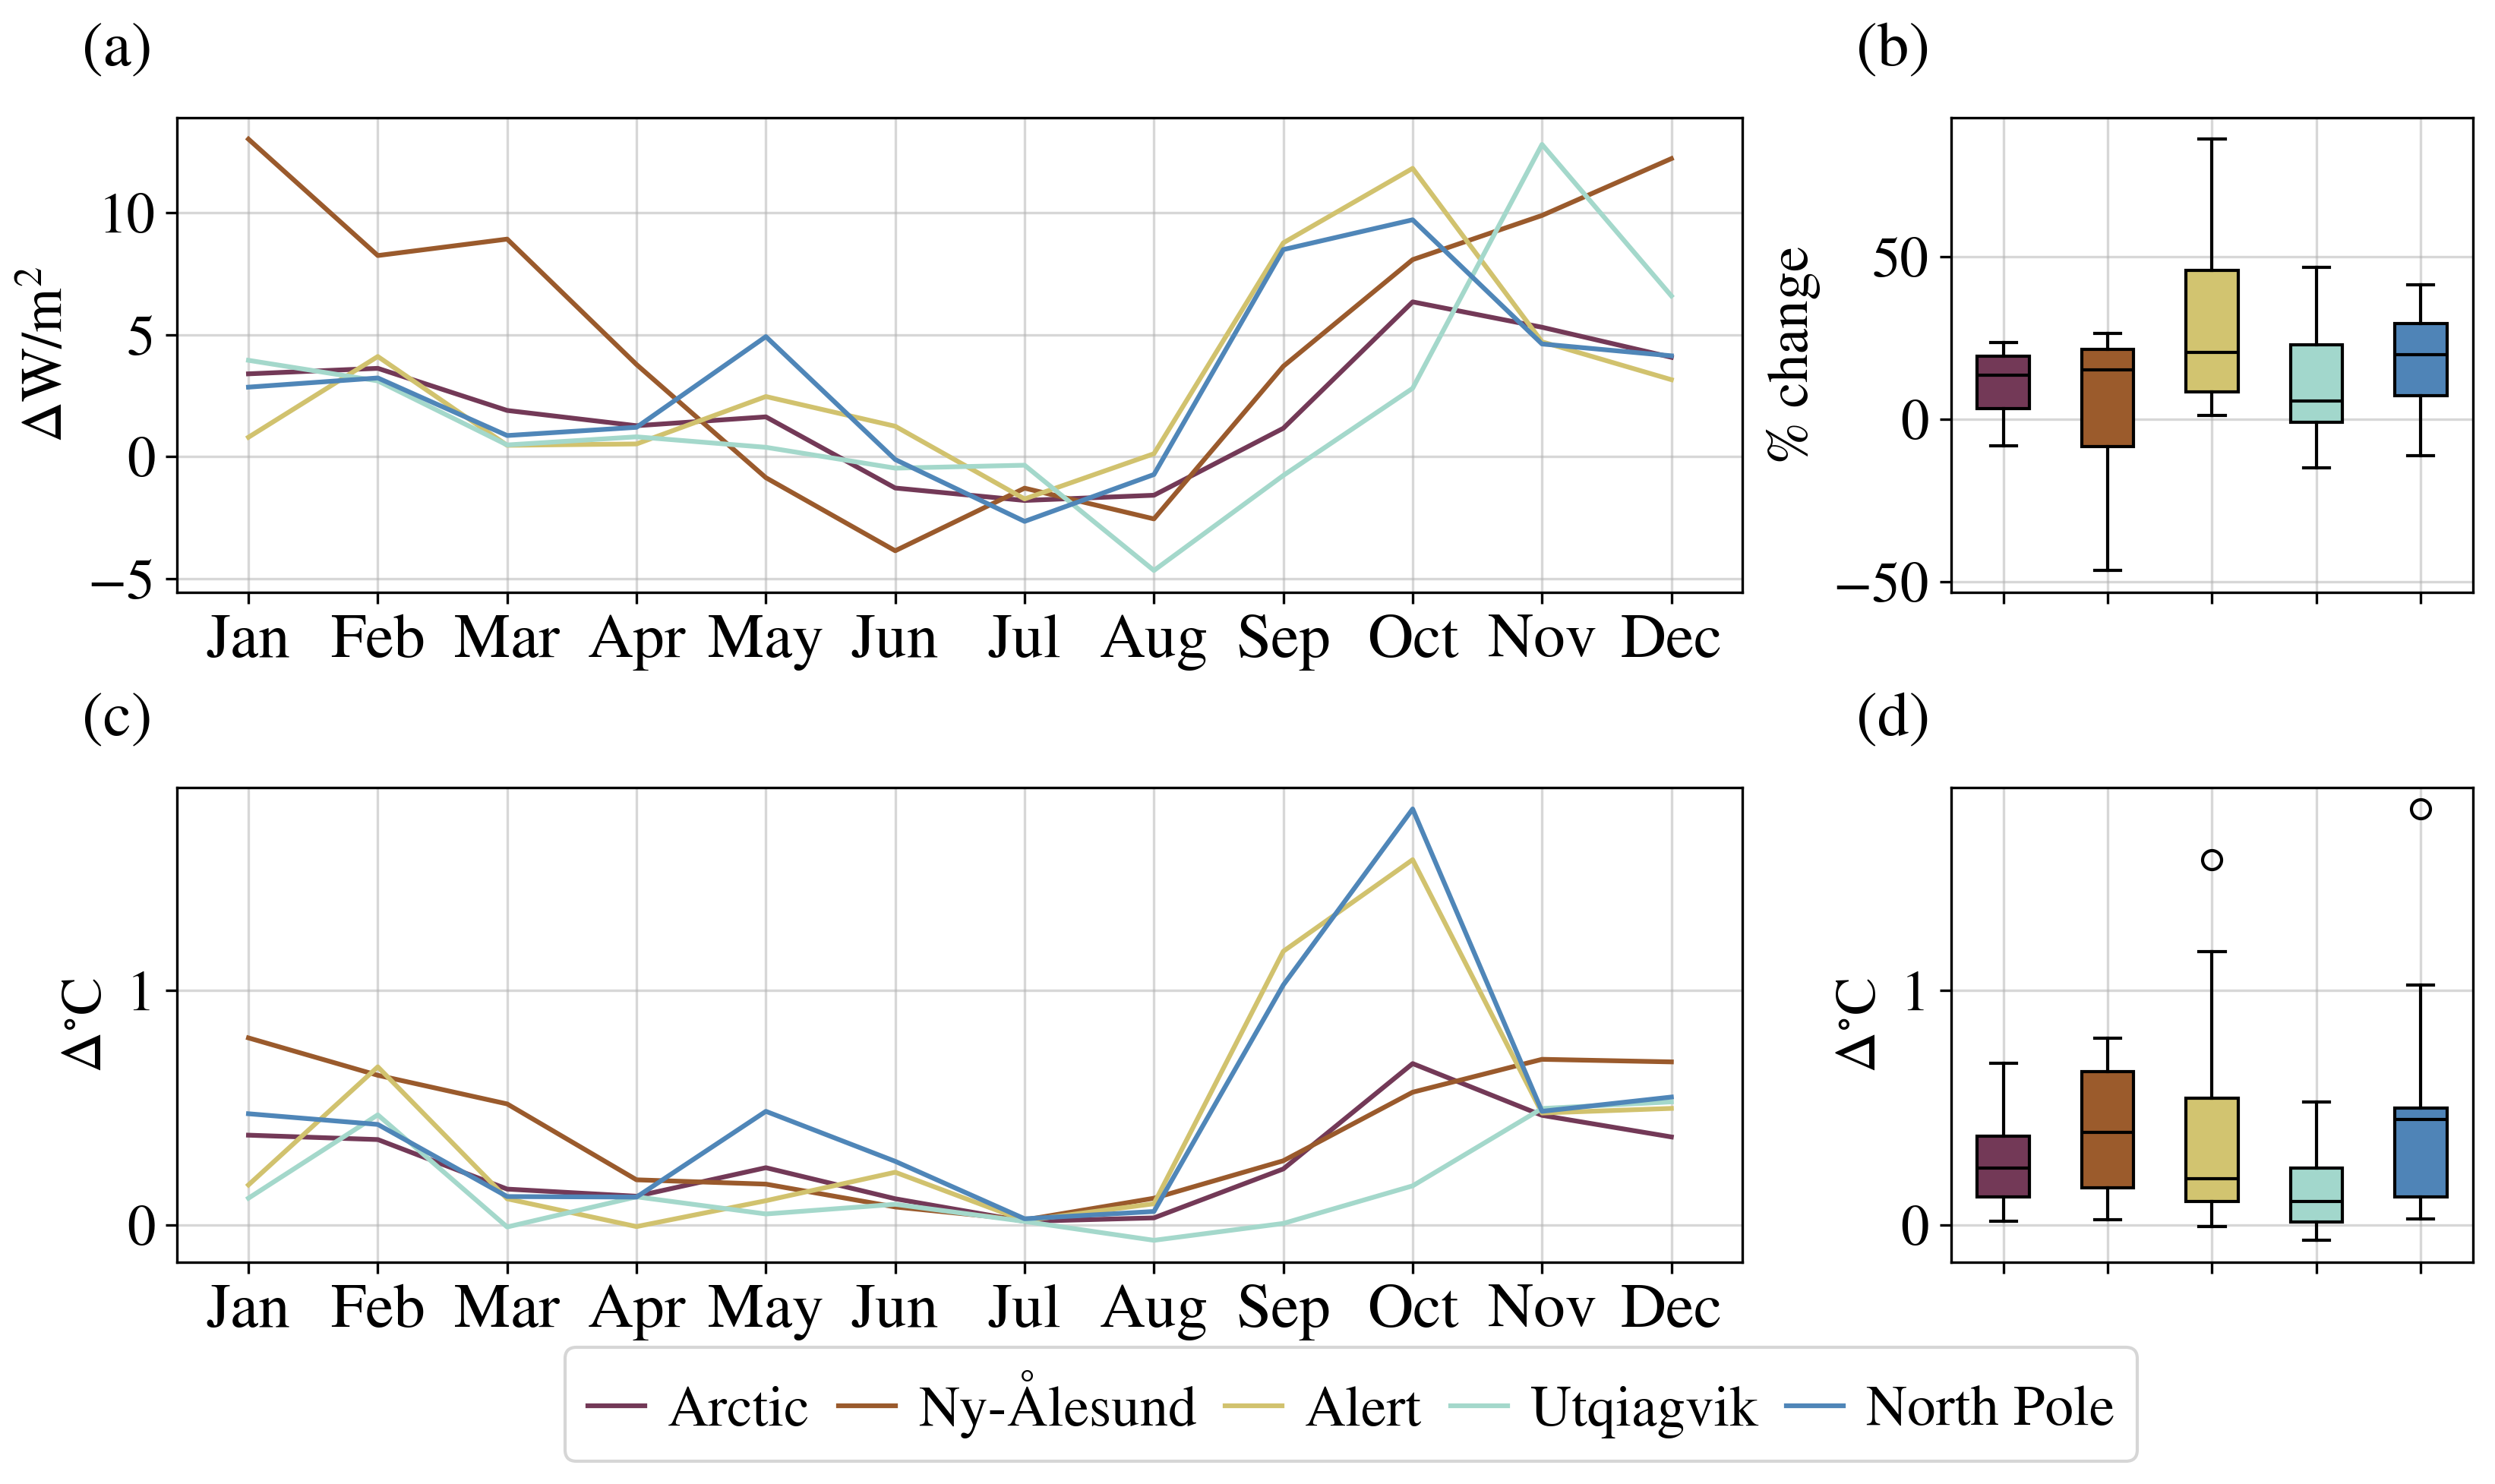 (a)
ΔW/m²
10
5
0
−5
Jan Feb Mar Apr May Jun Jul Aug Sep Oct Nov Dec
(b)
% change
50
0
−50
(c)
Δ°C
1
0
Jan Feb Mar Apr May Jun Jul Aug Sep Oct Nov Dec
(d)
Δ°C
1
0
Arctic Ny-Ålesund Alert Utqiagvik North Pole